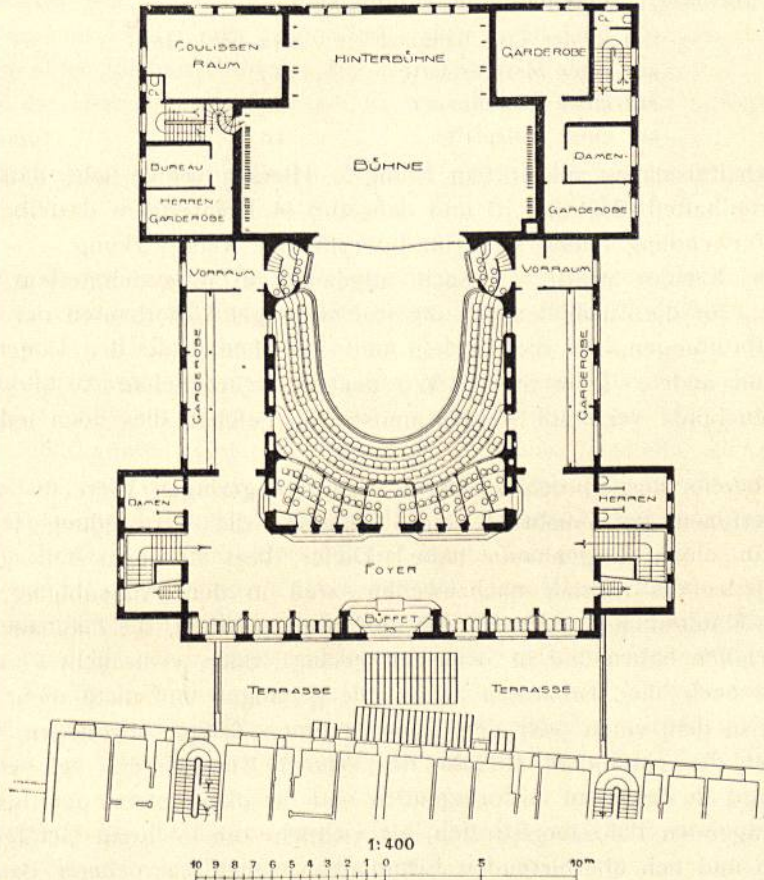 CL
COULISSEN
RAUM
HINTERBÜHNE
GARDEROBE
CL
BÜHNE
BUREAU
HERREN
GARDEROBE
DAMEN-
GARDEROBE
VORRAUM
VORRAUM
GARDEROBE
GARDEROBE
DAMEN
HERREN
FOYER
BÜFFET
TERRASSE
TERRASSE
1:400
10 9 8 7 6 5 4 3 2 1 0 5 10m